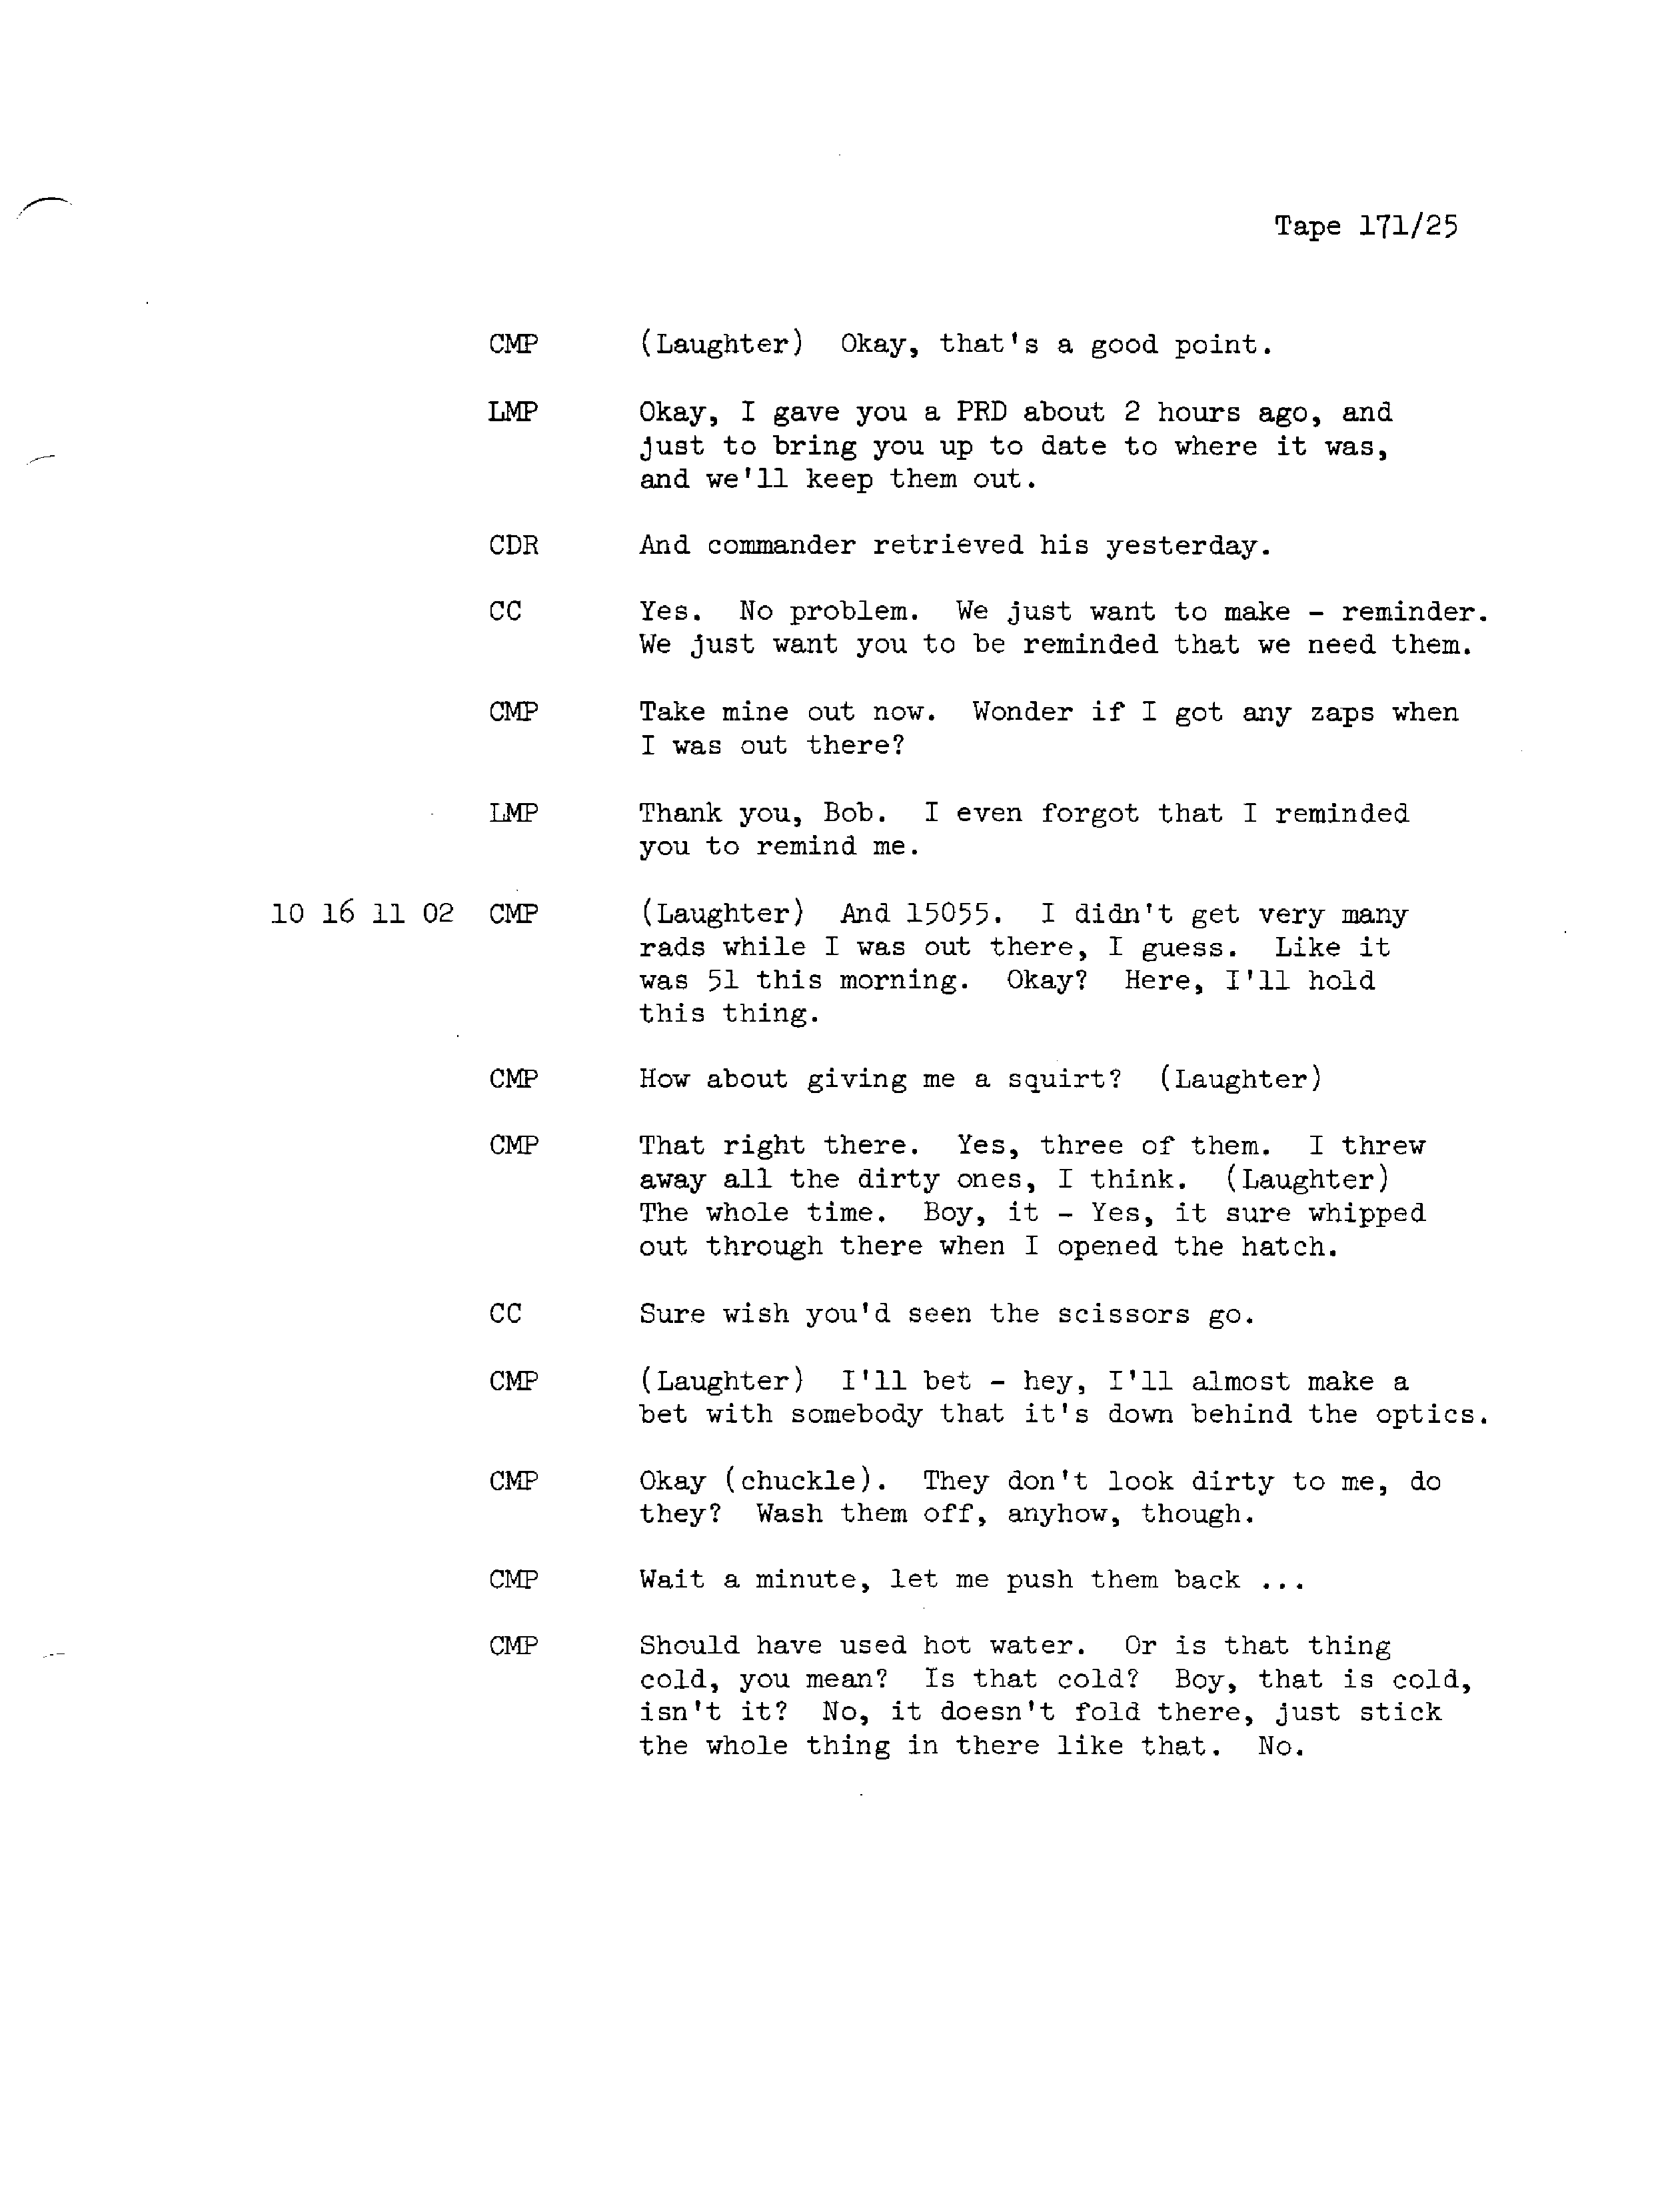 Tape 171/25
CMP (Laughter) Okay, that's a good point.
LMP Okay, I gave you a PRD about 2 hours ago, and
just to bring you up to date to where it was,
and we'll keep them out.
CDR And commander retrieved his yesterday.
CC Yes. No problem. We just want to make - reminder.
We just want you to be reminded that we need them.
CMP Take mine out now. Wonder if I got any zaps when
I was out there?
LMP Thank you, Bob. I even forgot that I reminded
you to remind me.
10 16 11 02 CMP (Laughter) And 15055. I didn't get very many
rads while I was out there, I guess. Like it
was 51 this morning. Okay? Here, I'll hold
this thing.
CMP How about giving me a squirt? (Laughter)
CMP That right there. Yes, three of them. I threw
away all the dirty ones, I think. (Laughter)
The whole time. Boy, it - Yes, it sure whipped
out through there when I opened the hatch.
CC Sure wish you'd seen the scissors go.
CMP (Laughter) I'll bet - hey, I'll almost make a
bet with somebody that it's down behind the optics.
CMP Okay (chuckle). They don't look dirty to me, do
they? Wash them off, anyhow, though.
CMP Wait a minute, let me push them back ...
CMP Should have used hot water. Or is that thing
cold, you mean? Is that cold? Boy, that is cold,
isn't it? No, it doesn't fold there, just stick
the whole thing in there like that. No.